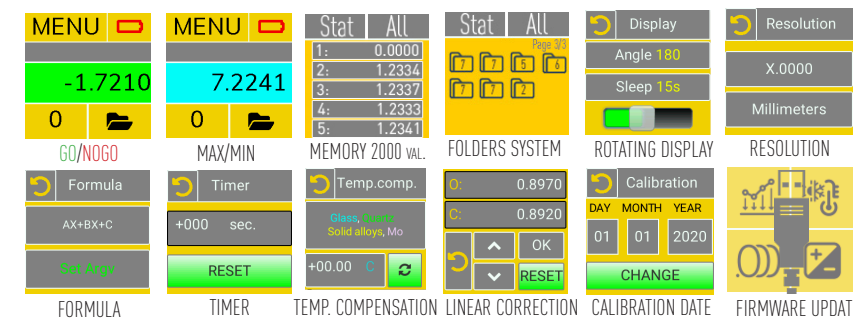 MENU
MENU
Stat All
Stat All
Display
Resolution
-1.7210
7.2241
1: 0.0000
2: 1.2334
3: 1.2337
4: 1.2333
5: 1.2341
Page 3/3
7 7 5 6
7 7 2
Angle 180
Sleep 15s
X.0000
Millimeters
0
0
GO/NOGO
MAX/MIN
MEMORY 2000 VAL.
FOLDERS SYSTEM
ROTATING DISPLAY
RESOLUTION
Formula
Timer
Temp.comp.
O: 0.8970
C: 0.8920
Calibration
AX+BX+C
Set Argv
+000 sec.
RESET
Glass, Quartz
Solid alloys, Mo
+00.00 C
OK
RESET
DAY MONTH YEAR
01 01 2020
CHANGE
FORMULA
TIMER
TEMP. COMPENSATION
LINEAR CORRECTION
CALIBRATION DATE
FIRMWARE UPDAT